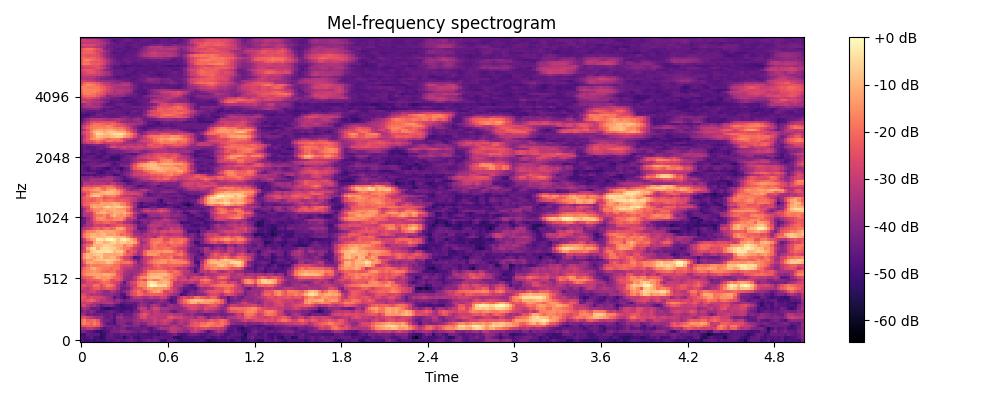 Mel-frequency spectrogram
Hz
4096
2048
1024
512
0
0 0.6 1.2 1.8 2.4 3 3.6 4.2 4.8
Time
+0 dB
-10 dB
-20 dB
-30 dB
-40 dB
-50 dB
-60 dB